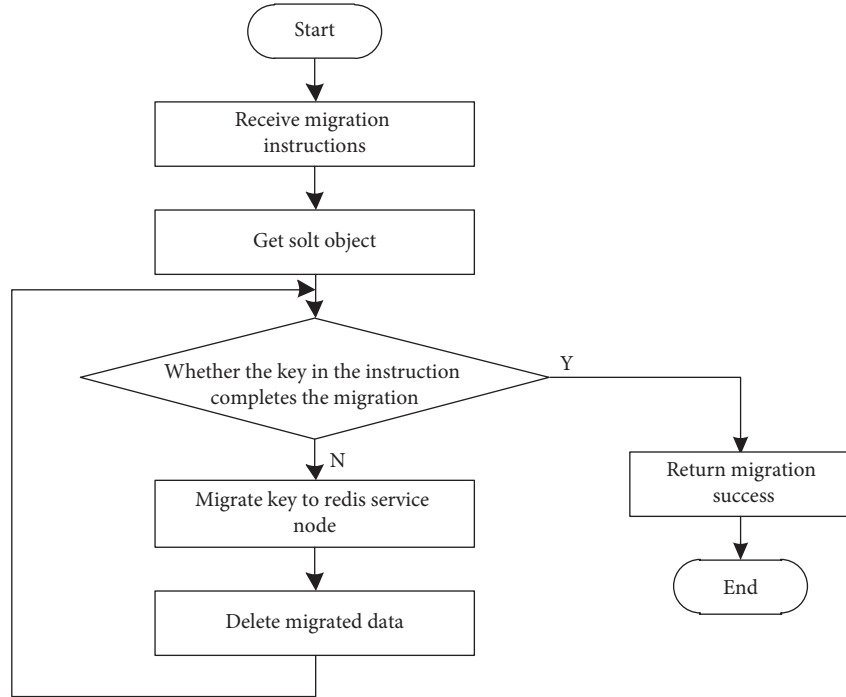 Start
Receive migration
instructions
Get solt object
Whether the key in the instruction
completes the migration
Y
N
Migrate key to redis service
node
Return migration
success
Delete migrated data
End